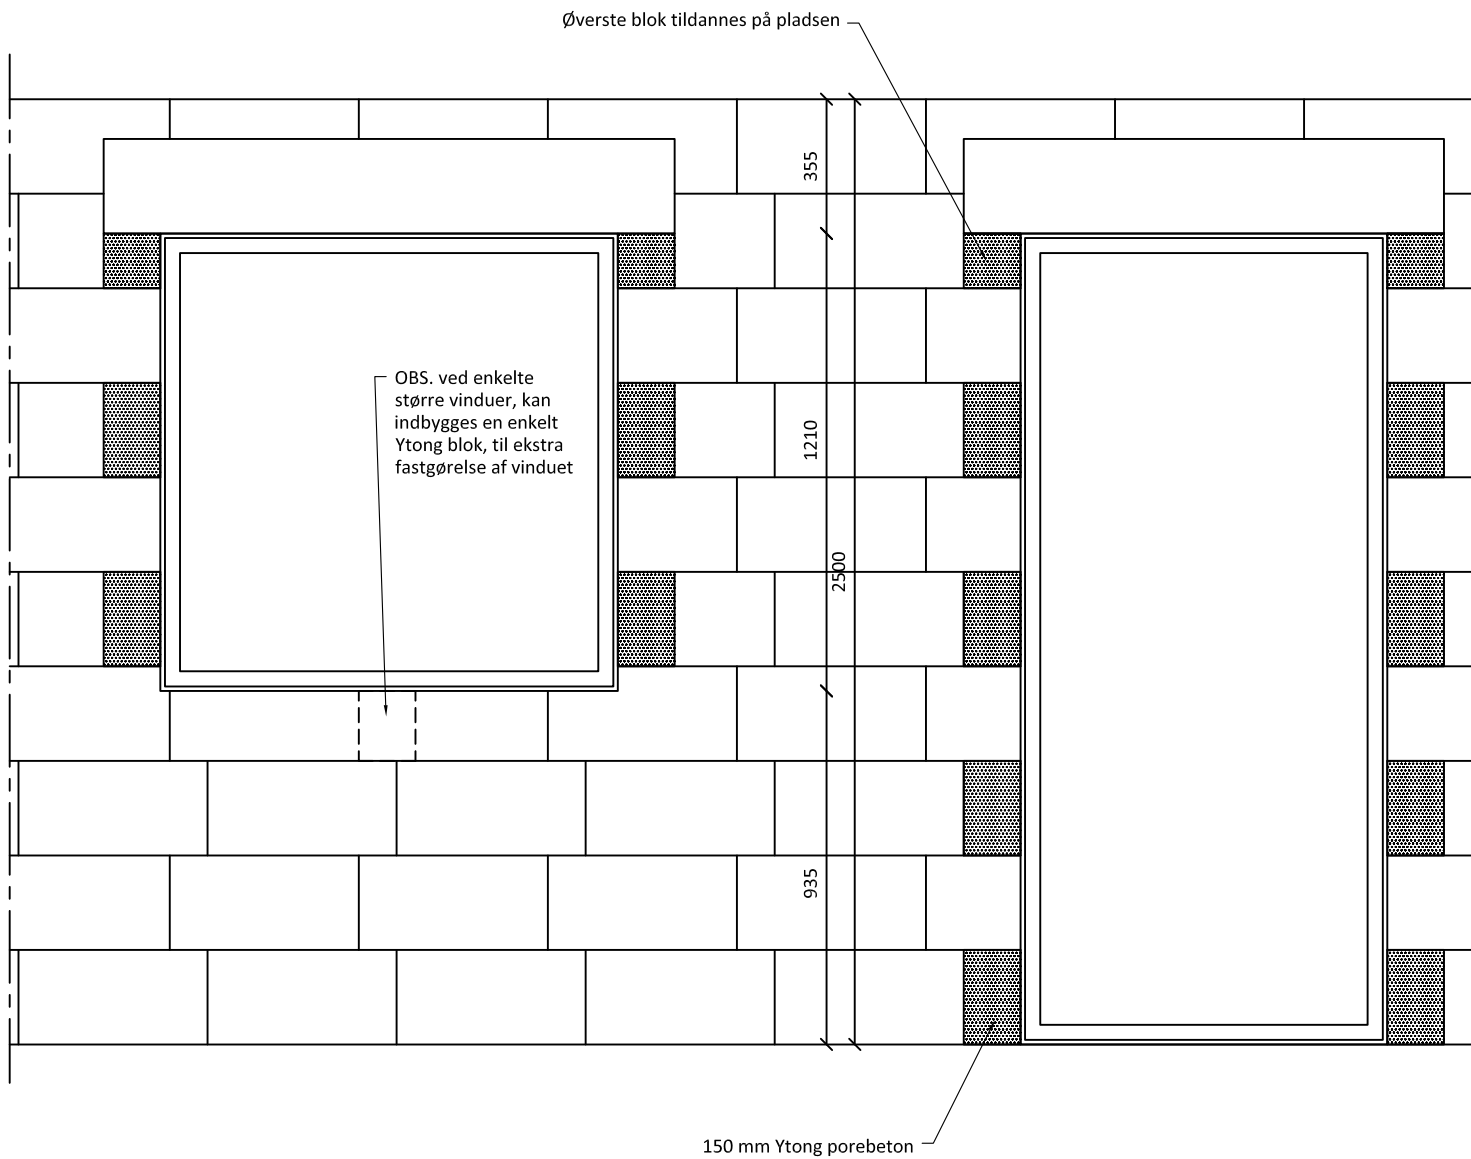 Øverste blok tildannes på pladsen
355
OBS. ved enkelte
større vinduer, kan
indbygges en enkelt
Ytong blok, til ekstra
fastgørelse af vinduet
1210
2500
935
150 mm Ytong porebeton